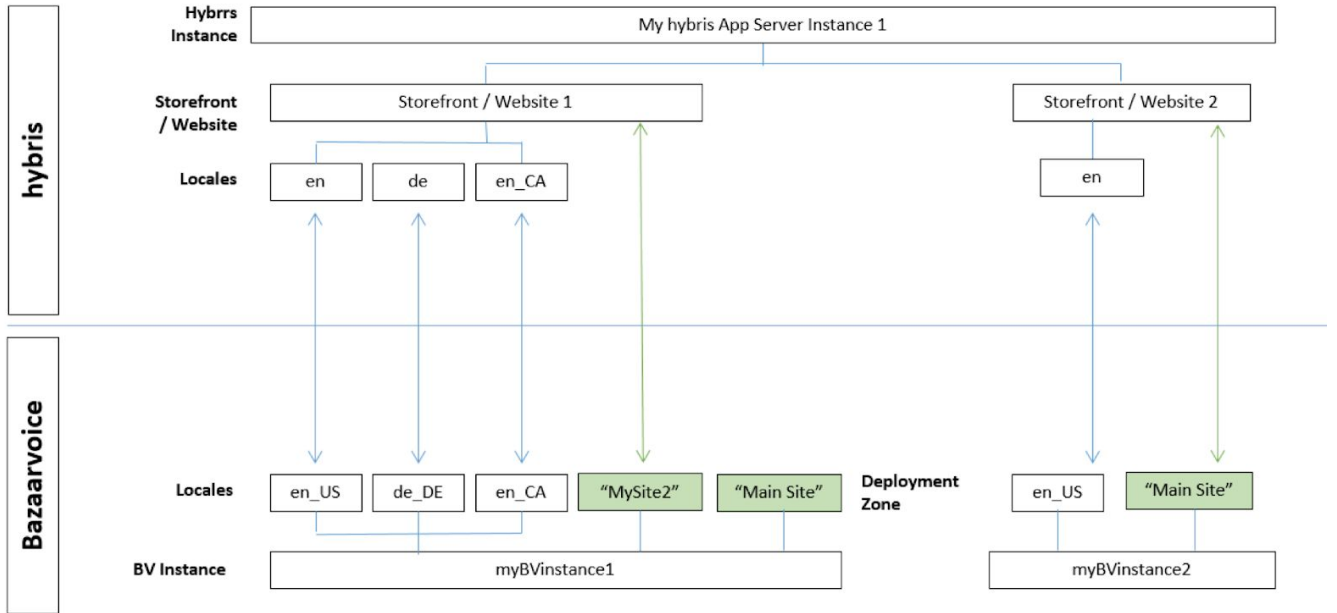 Hybrrs
Instance
My hybris App Server Instance 1
hybris
Storefront
/ Website
Storefront / Website 1
Storefront / Website 2
Locales
en
de
en_CA
en
Bazaarvoice
Locales
en_US
de_DE
en_CA
“MySite2”
“Main Site”
Deployment
Zone
en_US
“Main Site”
BV Instance
myBVinstance1
myBVinstance2